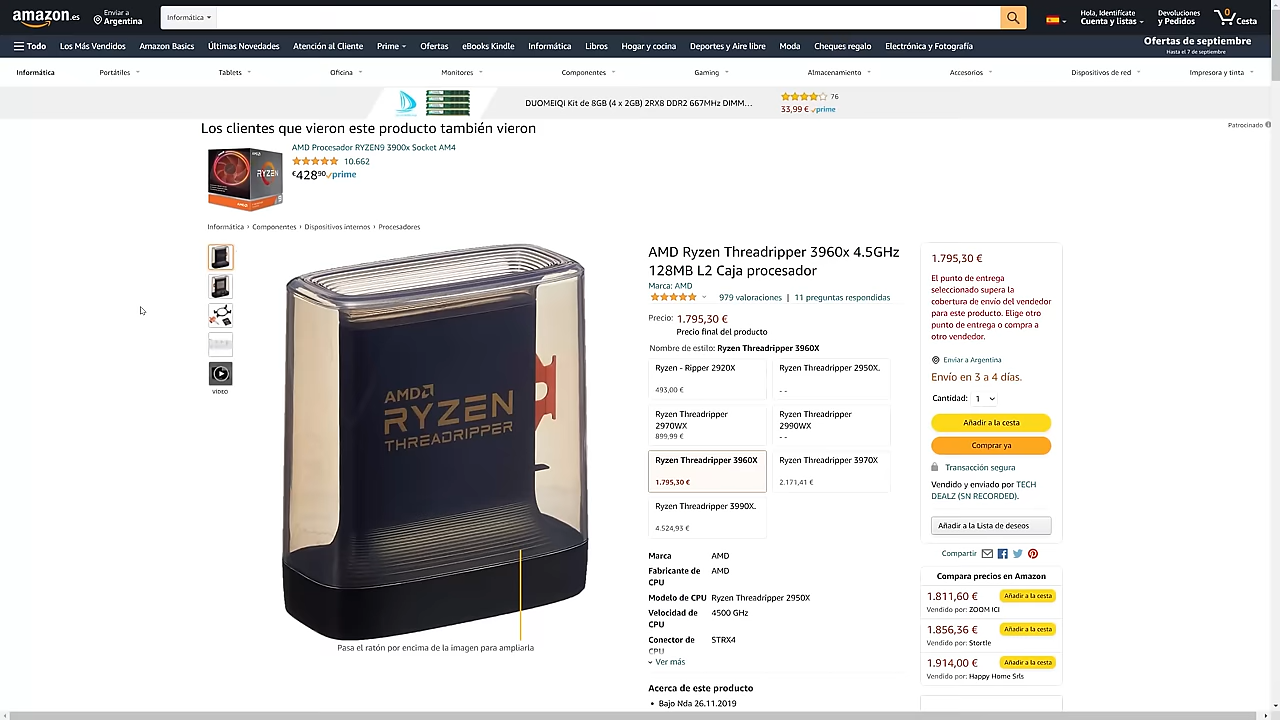 amazon.es
Enviar a
Argentina
Informática
Hola, Identifícate
Cuenta y listas
Devoluciones
y Pedidos
0
Cesta
Todo
Los Más Vendidos
Amazon Basics
Últimas Novedades
Atención al Cliente
Prime
Ofertas
eBooks Kindle
Informática
Libros
Hogar y cocina
Deportes y Aire libre
Moda
Cheques regalo
Electrónica y Fotografía
Ofertas de septiembre
Hasta el 7 de septiembre
Informática
Portátiles
Tablets
Oficina
Monitores
Componentes
Gaming
Almacenamiento
Accesorios
Dispositivos de red
Impresora y tinta
DUOMEIQI Kit de 8GB (4 x 2GB) 2RX8 DDR2 667MHz DIMM...
76
33,99 € prime
Los clientes que vieron este producto también vieron
Patrocinado
AMD Procesador RYZEN9 3900x Socket AM4
10.662
€428⁹⁰ prime
RYZEN
Informática › Componentes › Dispositivos internos › Procesadores
VÍDEO
AMD
RYZEN
THREADRIPPER
Pasa el ratón por encima de la imagen para ampliarla
AMD Ryzen Threadripper 3960x 4.5GHz
128MB L2 Caja procesador
Marca: AMD
979 valoraciones | 11 preguntas respondidas
Precio: 1.795,30 €
Precio final del producto
Nombre de estilo: Ryzen Threadripper 3960X
Ryzen - Ripper 2920X
493,00 €
Ryzen Threadripper 2950X.
- -
Ryzen Threadripper
2970WX
899,99 €
Ryzen Threadripper
2990WX
- -
Ryzen Threadripper 3960X
1.795,30 €
Ryzen Threadripper 3970X
2.171,41 €
Ryzen Threadripper 3990X.
4.524,93 €
Marca AMD
Fabricante de AMD
CPU
Modelo de CPU Ryzen Threadripper 2950X
Velocidad de 4500 GHz
CPU
Conector de STRX4
CPU
Ver más
Acerca de este producto
• Bajo Nda 26.11.2019
1.795,30 €
El punto de entrega
seleccionado supera la
cobertura de envío del vendedor
para este producto. Elige otro
punto de entrega o compra a
otro vendedor.
Enviar a Argentina
Envío en 3 a 4 días.
Cantidad: 1
Añadir a la cesta
Comprar ya
Transacción segura
Vendido y enviado por TECH
DEALZ (SN RECORDED).
Añadir a la Lista de deseos
Compartir
Compara precios en Amazon
1.811,60 €
Añadir a la cesta
Vendido por: ZOOM ICI
1.856,36 €
Añadir a la cesta
Vendido por: Stortle
1.914,00 €
Añadir a la cesta
Vendido por: Happy Home Srls